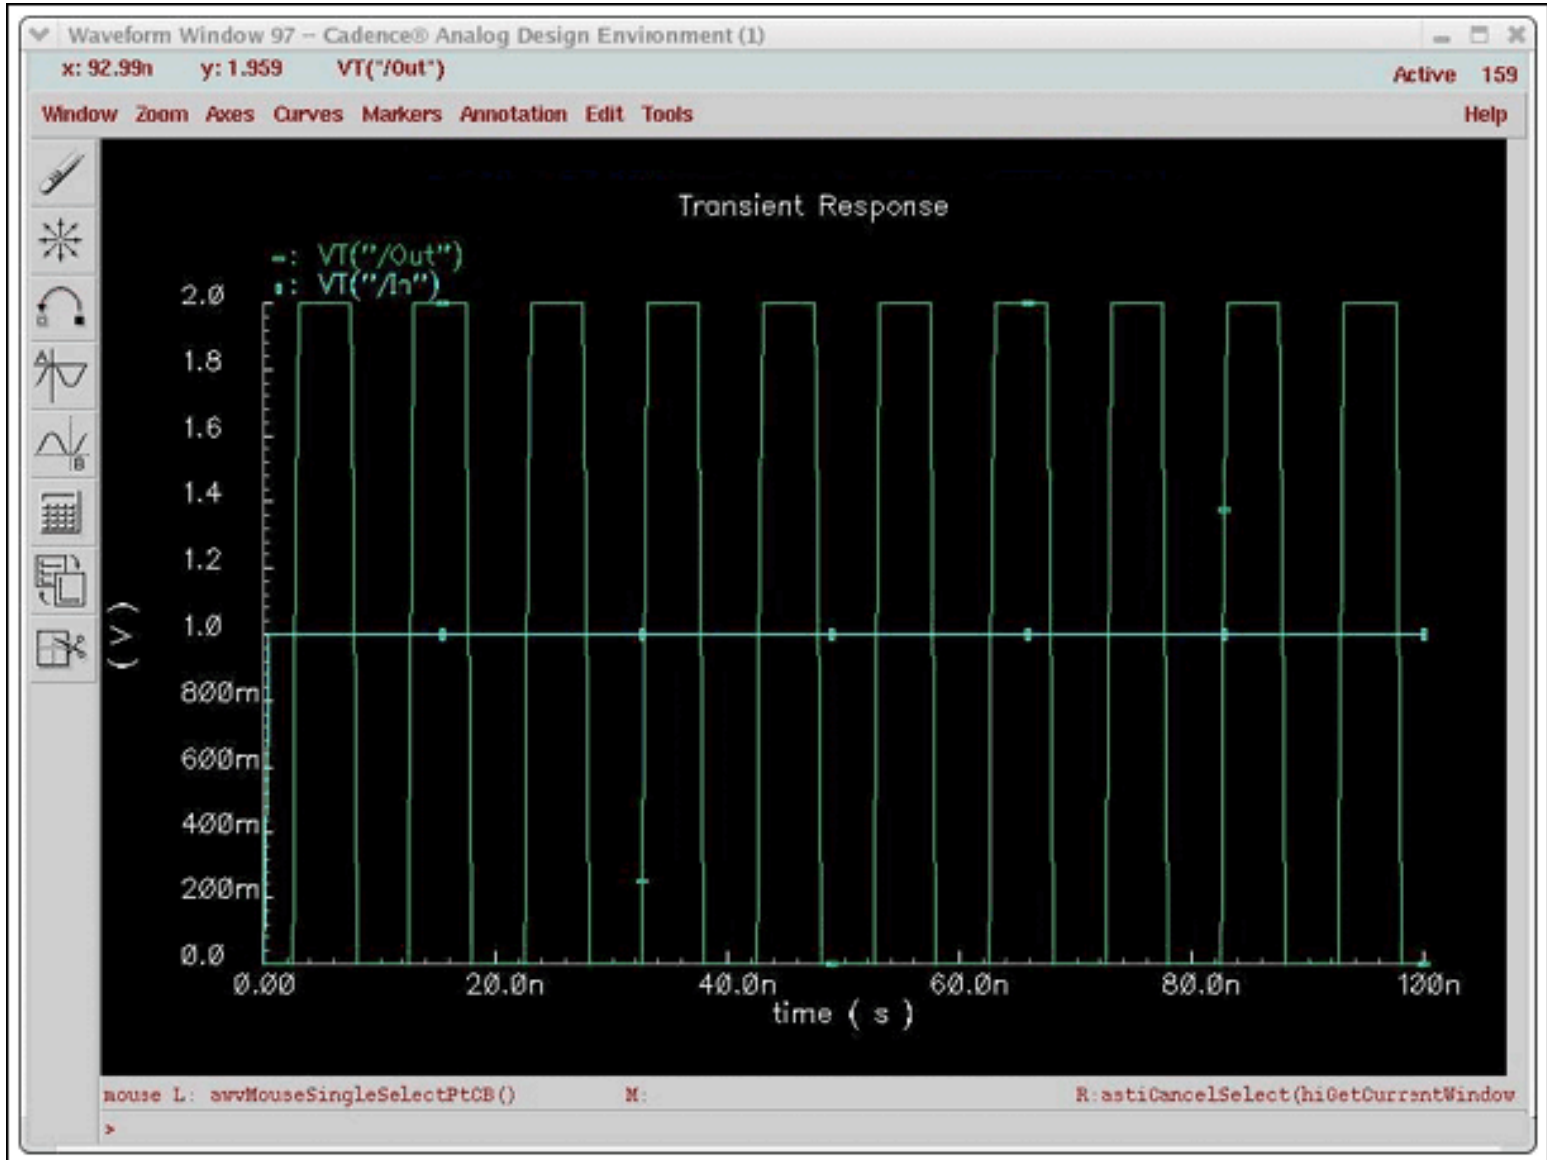 Waveform Window 97 – Cadence® Analog Design Environment (1)
x: 92.99n y: 1.959 VT("/Out") Active 159
Window Zoom Axes Curves Markers Annotation Edit Tools Help
Transient Response
-: VT("/Out")
▪: VT("/In")
2.0
1.8
1.6
1.4
1.2
1.0
800m
600m
400m
200m
0.0
( V )
0.00 20.0n 40.0n 60.0n 80.0n 100n
time ( s )
A
B
mouse L: awvMouseSingleSelectPtCB() M: R:astiCancelSelect(hiGetCurrentWindow
>